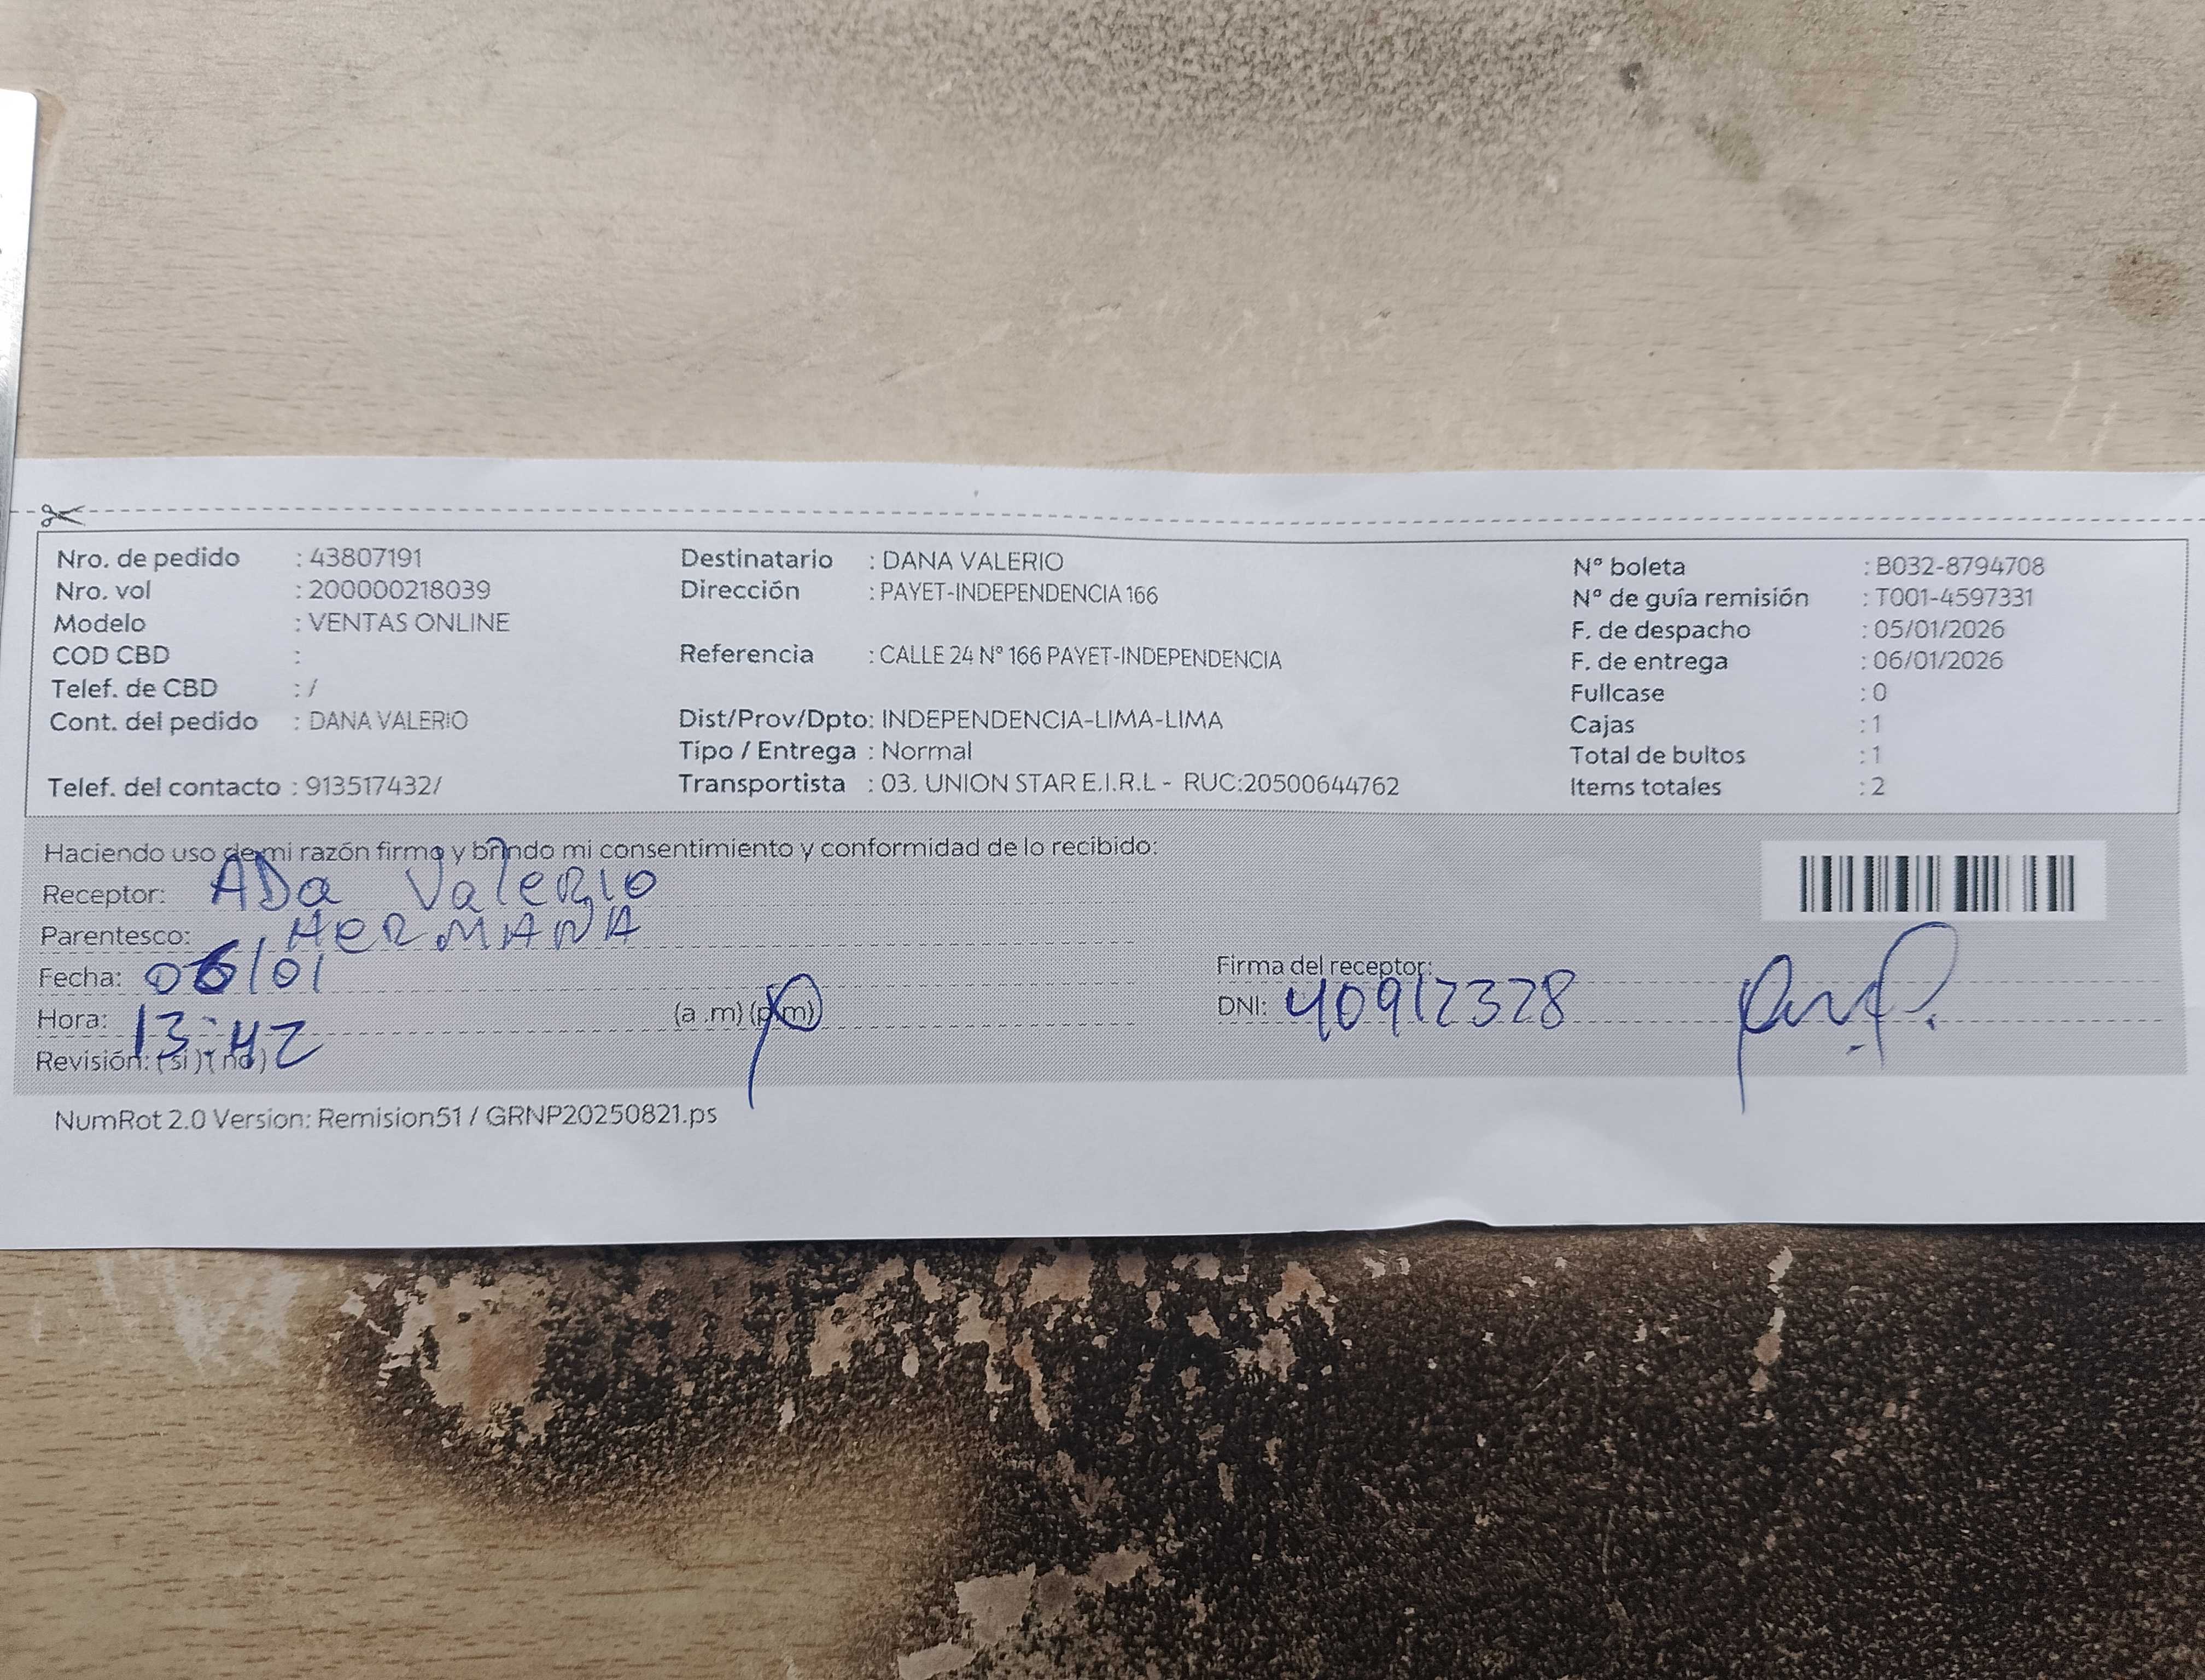 Nro. de pedido : 43807191
Nro. vol : 200000218039
Modelo : VENTAS ONLINE
COD CBD :
Telef. de CBD : /
Cont. del pedido : DANA VALERIO
Telef. del contacto : 913517432/
Destinatario : DANA VALERIO
Dirección : PAYET-INDEPENDENCIA 166
Referencia : CALLE 24 N° 166 PAYET-INDEPENDENCIA
Dist/Prov/Dpto: INDEPENDENCIA-LIMA-LIMA
Tipo / Entrega : Normal
Transportista : 03. UNION STAR E.I.R.L - RUC:20500644762
N° boleta : B032-8794708
N° de guía remisión : T001-4597331
F. de despacho : 05/01/2026
F. de entrega : 06/01/2026
Fullcase : 0
Cajas : 1
Total de bultos : 1
Items totales : 2
Haciendo uso de mi razón firmo y brindo mi consentimiento y conformidad de lo recibido:
Receptor: ADa Valerio
Parentesco: HeRMANA
Fecha: 06/01
Hora: 13:42 (a .m) (p.m)
Revisión: (si) (no)
Firma del receptor:
DNI: 40912328
NumRot 2.0 Version: Remision51 / GRNP20250821.ps